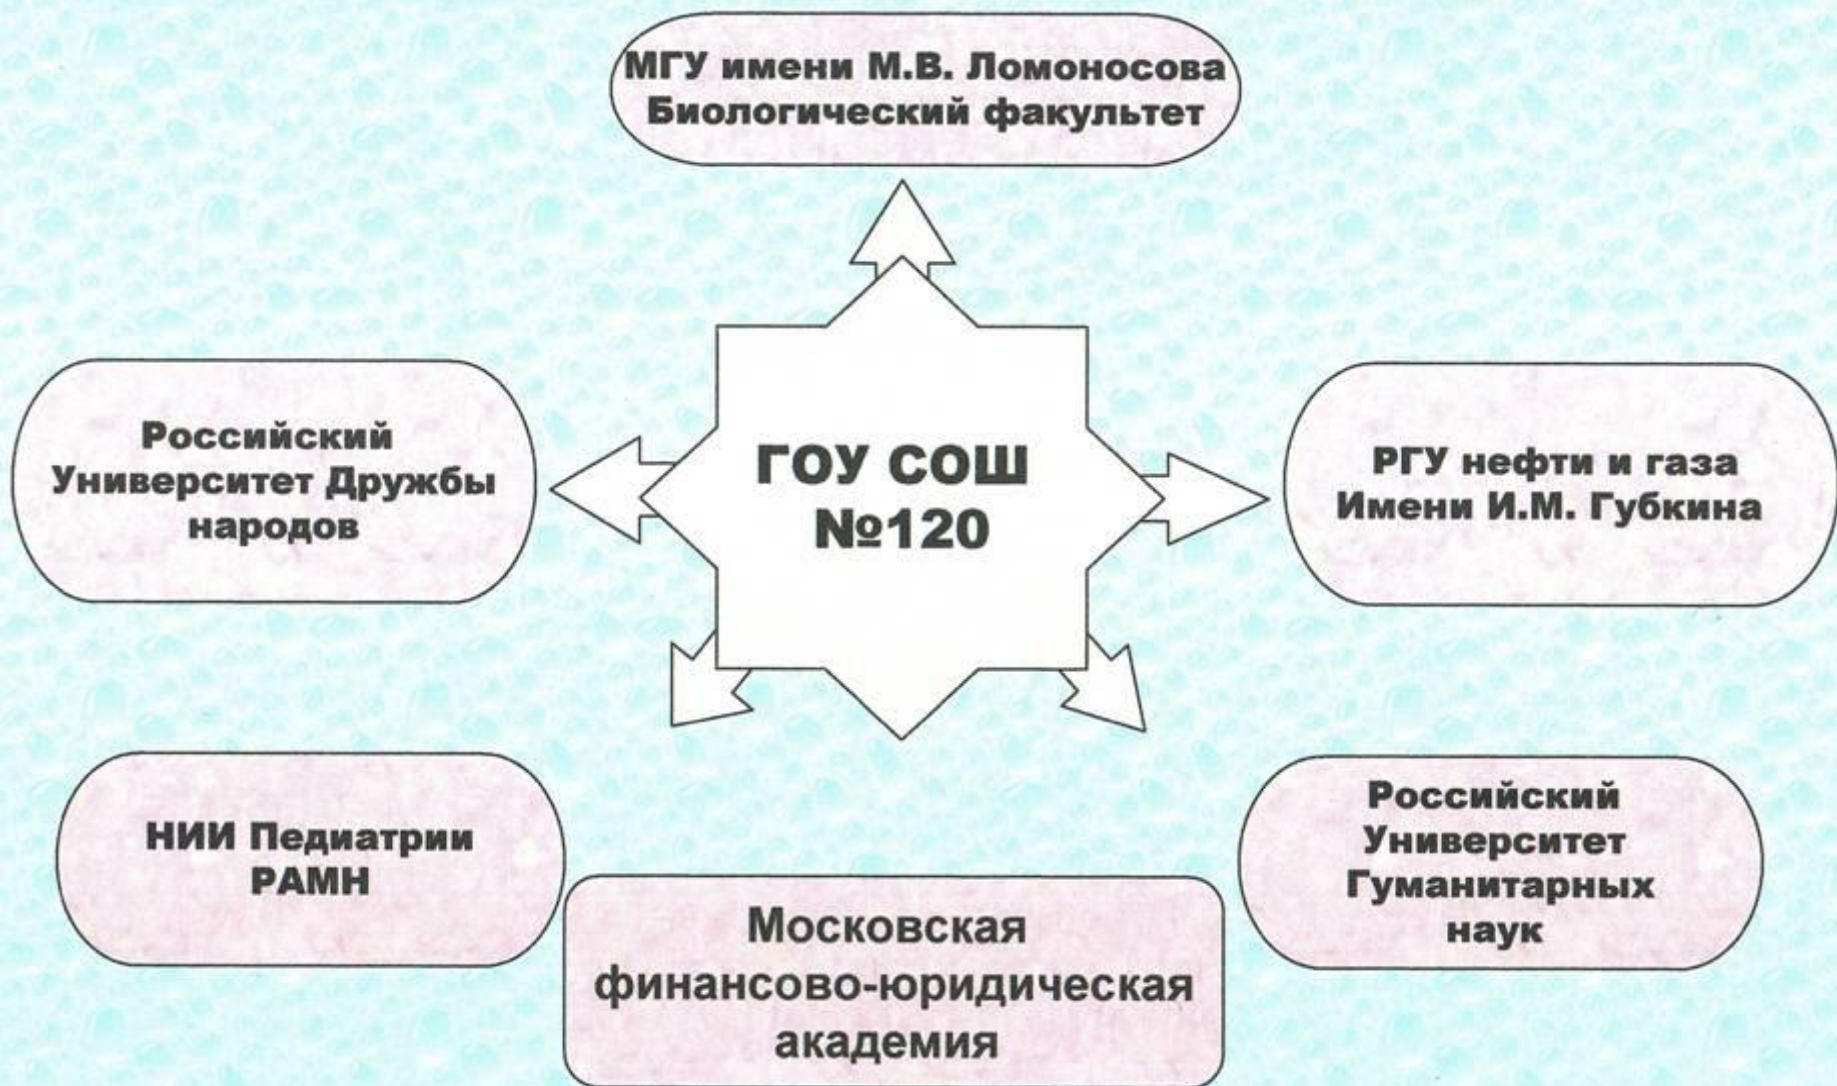 МГУ имени М.В. Ломоносова
Биологический факультет
Российский
Университет Дружбы
народов
ГОУ СОШ
№120
РГУ нефти и газа
Имени И.М. Губкина
НИИ Педиатрии
РАМН
Московская
финансово-юридическая
академия
Российский
Университет
Гуманитарных
наук